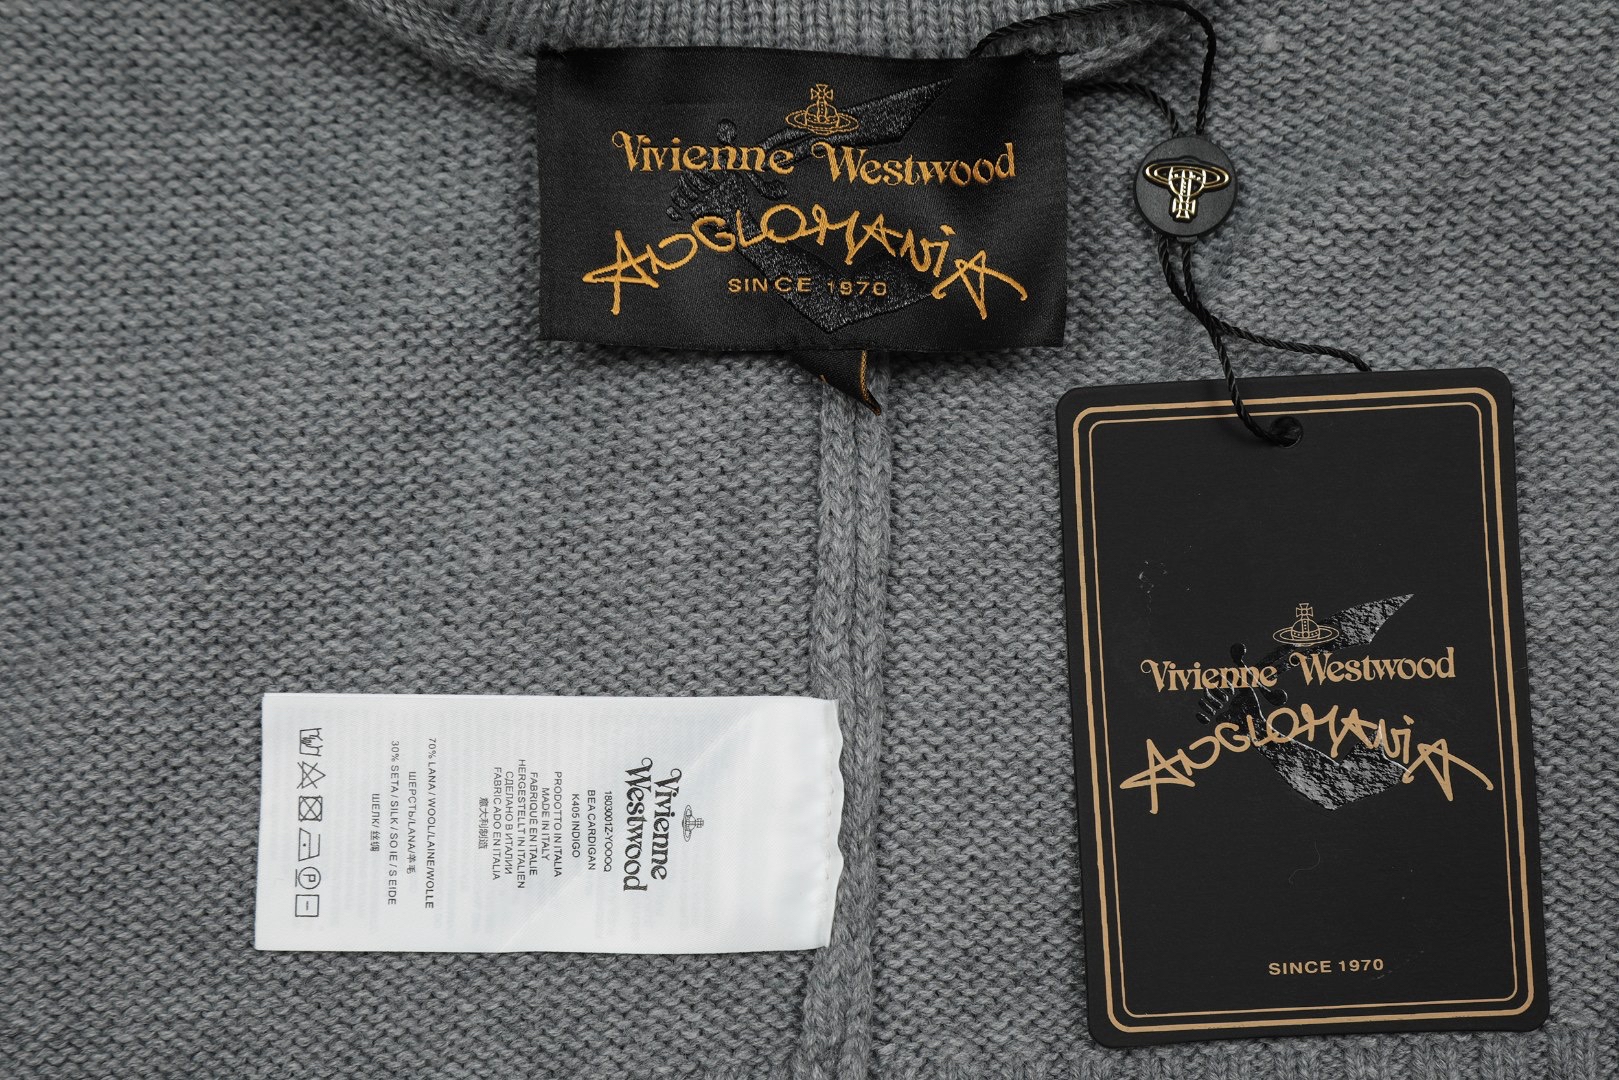 Vivienne Westwood
ANGLOMANIA
SINCE 1970
Vivienne Westwood
ANGLOMANIA
SINCE 1970
Vivienne
Westwood
1803001Z-Y000Q
BEA CARDIGAN
K405 INDIGO
PRODOTTO IN ITALIA
MADE IN ITALY
FABRIQUÉ EN ITALIE
HERGESTELLT IN ITALIEN
СДЕЛАНО В ИТАЛИИ
FABRICADO EN ITALIA
意大利制造
70% LANA / WOOL/LAINE/WOLLE
ШЕРСТЬ/LANA/羊毛
30% SETA / SILK / SOIE / SEIDE
ШЕЛК/ 丝绸
P